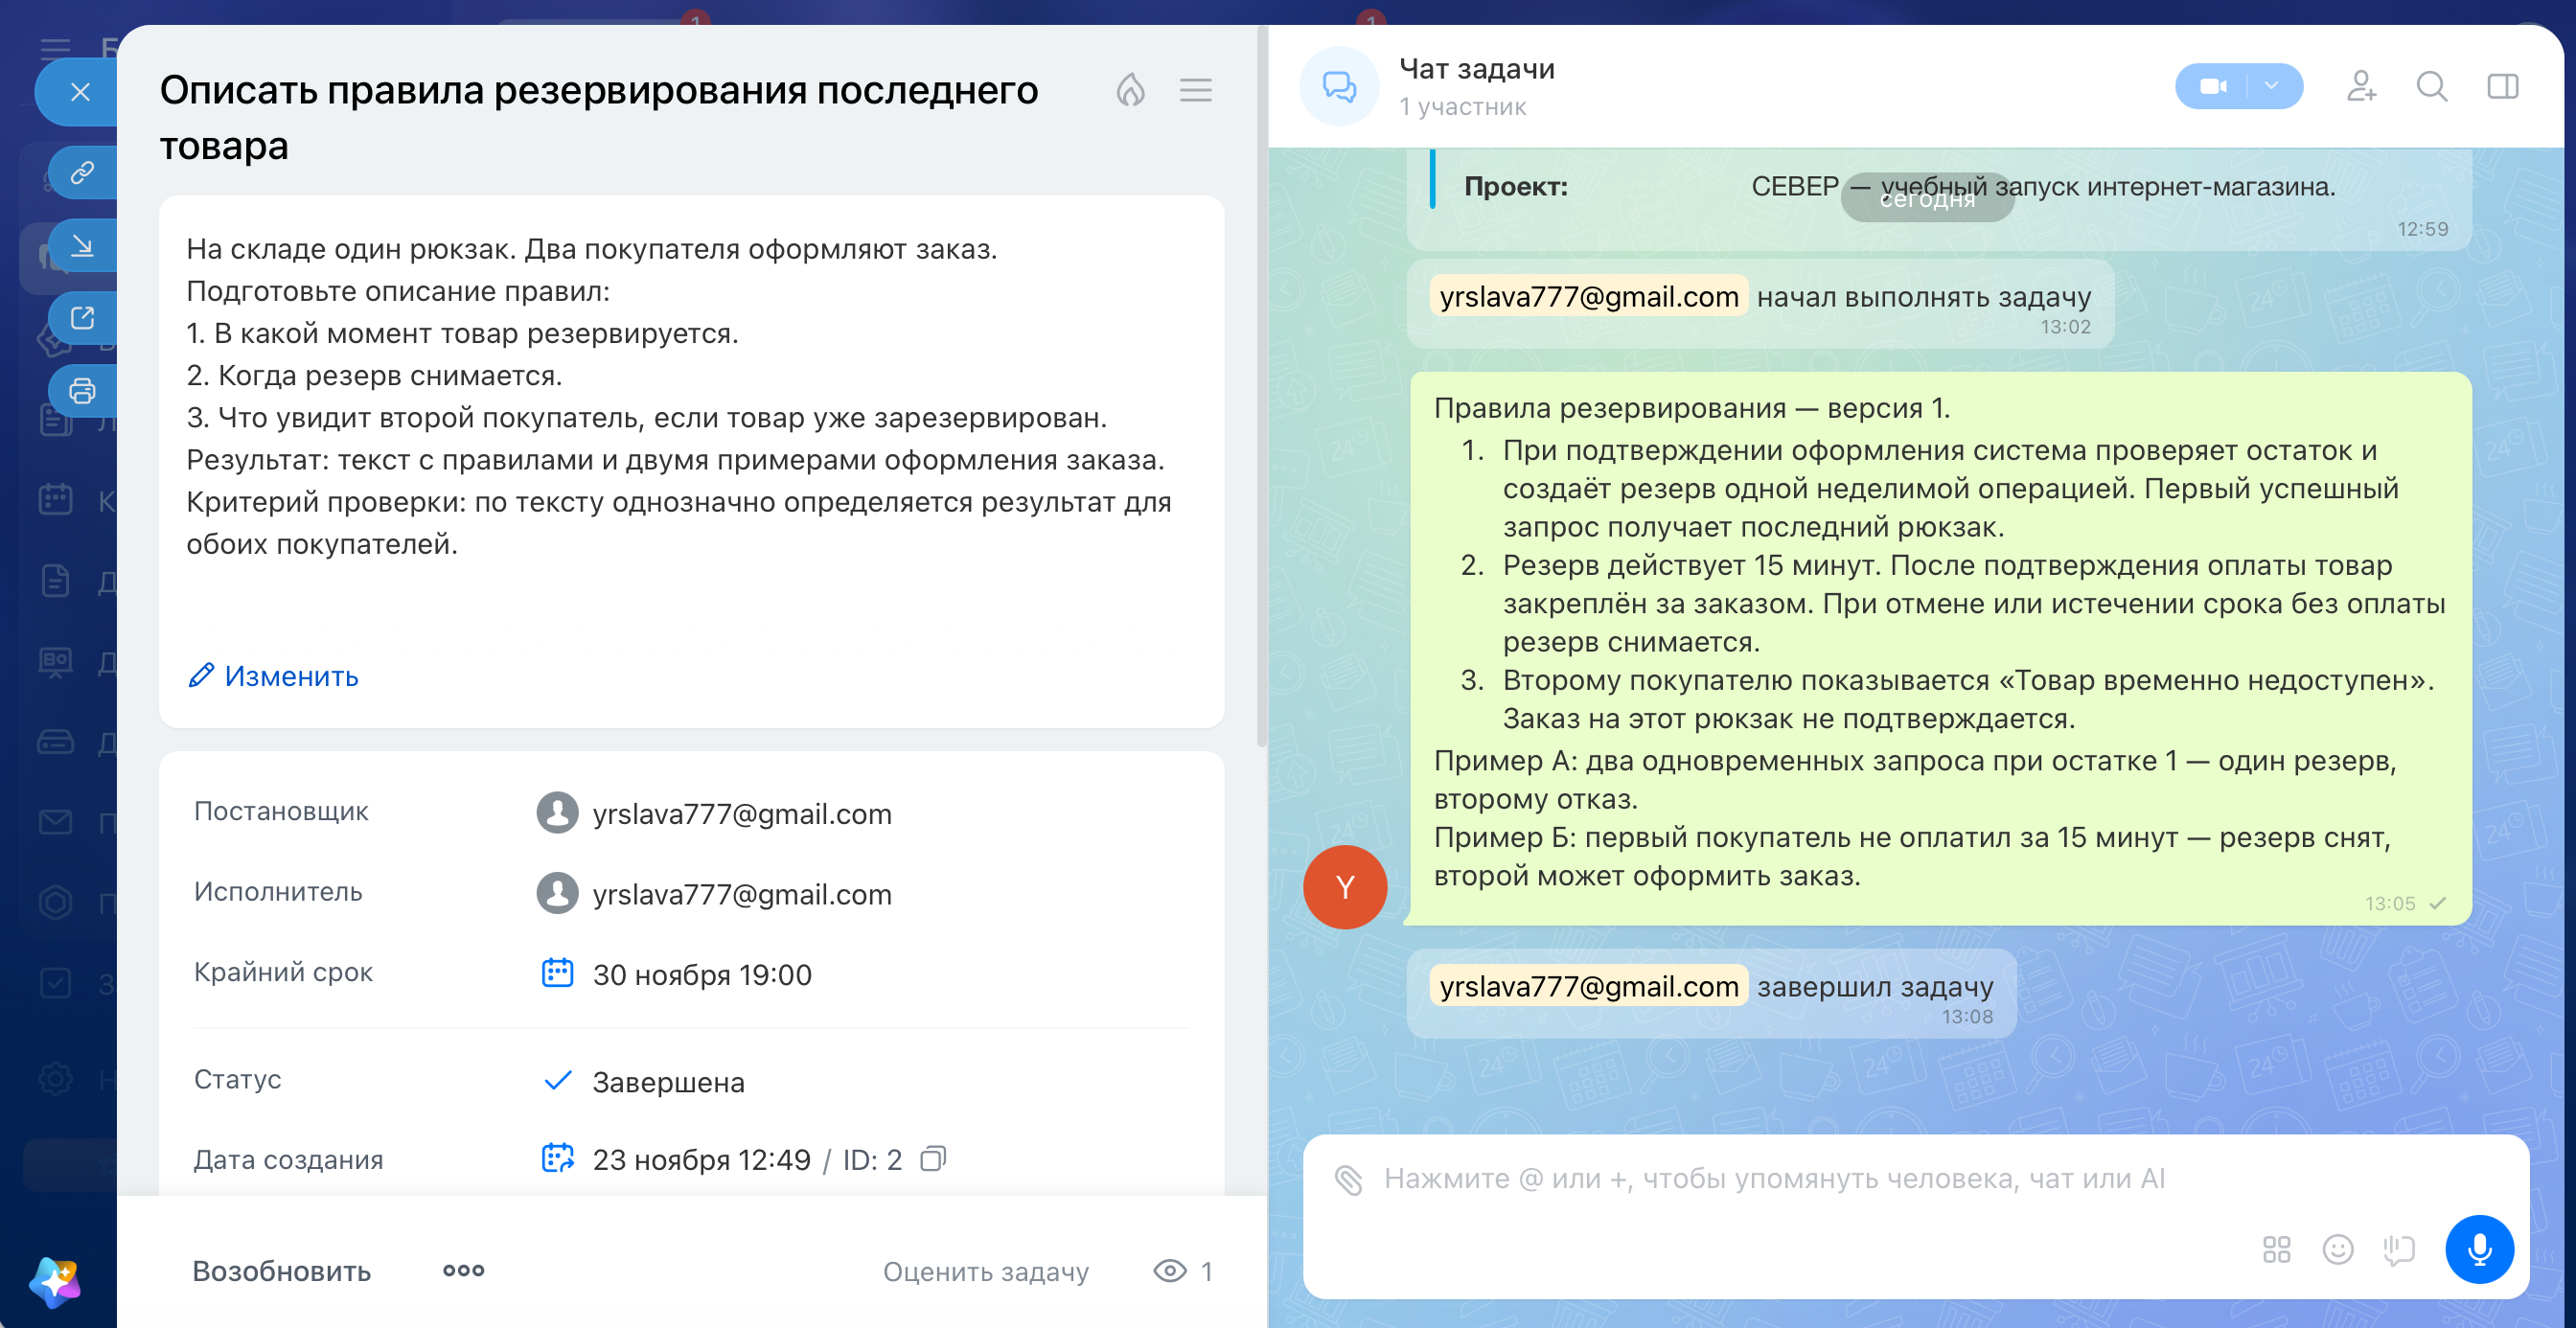 Описать правила резервирования последнего
товара
На складе один рюкзак. Два покупателя оформляют заказ.
Подготовьте описание правил:
1. В какой момент товар резервируется.
2. Когда резерв снимается.
3. Что увидит второй покупатель, если товар уже зарезервирован.
Результат: текст с правилами и двумя примерами оформления заказа.
Критерий проверки: по тексту однозначно определяется результат для
обоих покупателей.
Изменить
Постановщик
yrslava777@gmail.com
Исполнитель
yrslava777@gmail.com
Крайний срок
30 ноября 19:00
Статус
Завершена
Дата создания
23 ноября 12:49 / ID: 2
Возобновить
Оценить задачу
1
Чат задачи
1 участник
Проект:
СЕВЕР — учебный запуск интернет-магазина.
сегодня
12:59
yrslava777@gmail.com начал выполнять задачу
13:02
Правила резервирования — версия 1.
1. При подтверждении оформления система проверяет остаток и
создаёт резерв одной неделимой операцией. Первый успешный
запрос получает последний рюкзак.
2. Резерв действует 15 минут. После подтверждения оплаты товар
закреплён за заказом. При отмене или истечении срока без оплаты
резерв снимается.
3. Второму покупателю показывается «Товар временно недоступен».
Заказ на этот рюкзак не подтверждается.
Пример А: два одновременных запроса при остатке 1 — один резерв,
второму отказ.
Пример Б: первый покупатель не оплатил за 15 минут — резерв снят,
второй может оформить заказ.
13:05
Y
yrslava777@gmail.com завершил задачу
13:08
Нажмите @ или +, чтобы упомянуть человека, чат или AI